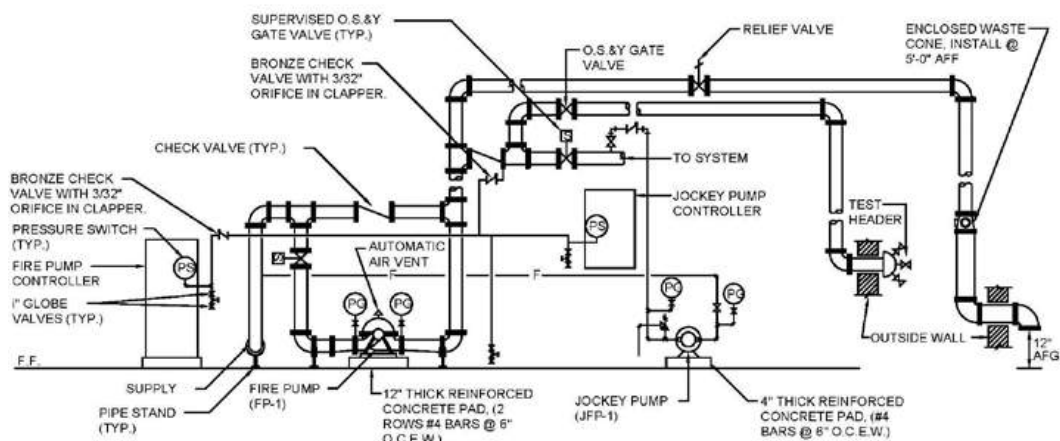 SUPERVISED O.S.&Y
GATE VALVE (TYP.)
BRONZE CHECK
VALVE WITH 3/32"
ORIFICE IN CLAPPER.
O.S.&Y GATE
VALVE
RELIEF VALVE
ENCLOSED WASTE
CONE, INSTALL @
5'-0" AFF
CHECK VALVE (TYP.)
S
TO SYSTEM
BRONZE CHECK
VALVE WITH 3/32"
ORIFICE IN CLAPPER.
PRESSURE SWITCH
(TYP.)
FIRE PUMP
CONTROLLER
1" GLOBE
VALVES (TYP.)
PS
S
AUTOMATIC
AIR VENT
PS
JOCKEY PUMP
CONTROLLER
TEST
HEADER
F
F
PG
PG
PG
PG
OUTSIDE WALL
12"
AFG
F.F.
SUPPLY
PIPE STAND
(TYP.)
FIRE PUMP
(FP-1)
12" THICK REINFORCED
CONCRETE PAD, (2
ROWS #4 BARS @ 6"
O.C.E.W.)
JOCKEY PUMP
(JFP-1)
4" THICK REINFORCED
CONCRETE PAD, (#4
BARS @ 6" O.C.E.W.)